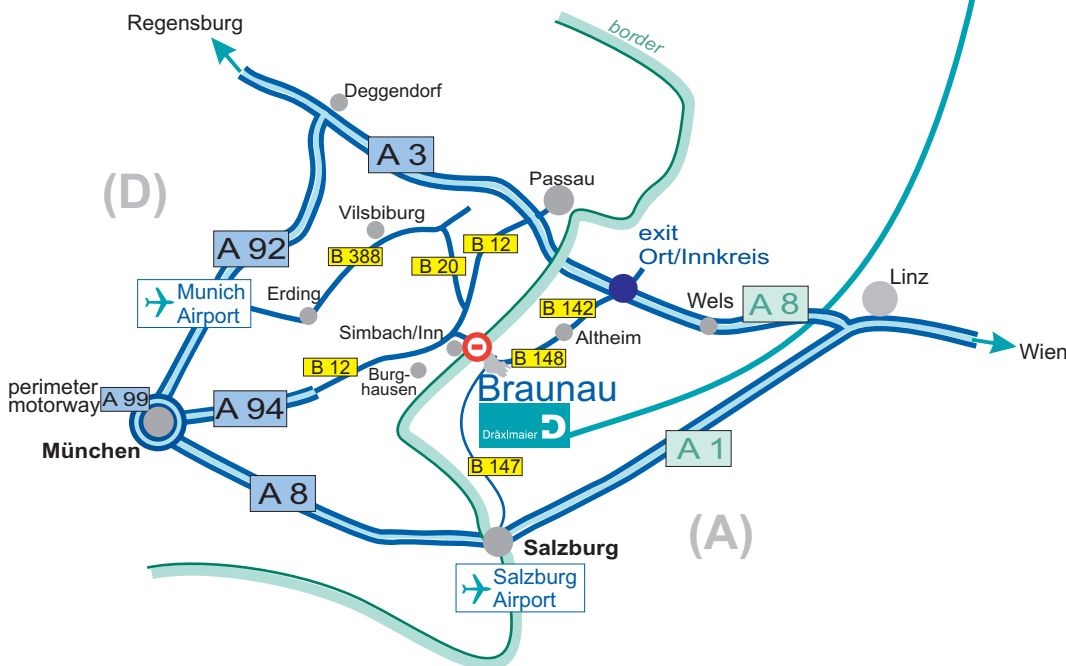 Regensburg
border
Deggendorf
A 3
(D)
Passau
Vilsbiburg
exit
Ort/Innkreis
A 92
B 388
B 12
B 20
Linz
Munich
Airport
Erding
B 142
Wels
A 8
Simbach/Inn
Altheim
Wien
B 12
B 148
Burg-
hausen
Braunau
perimeter
motorway
A 99
A 94
Dräxlmaier
D
München
A 1
B 147
A 8
(A)
Salzburg
Salzburg
Airport